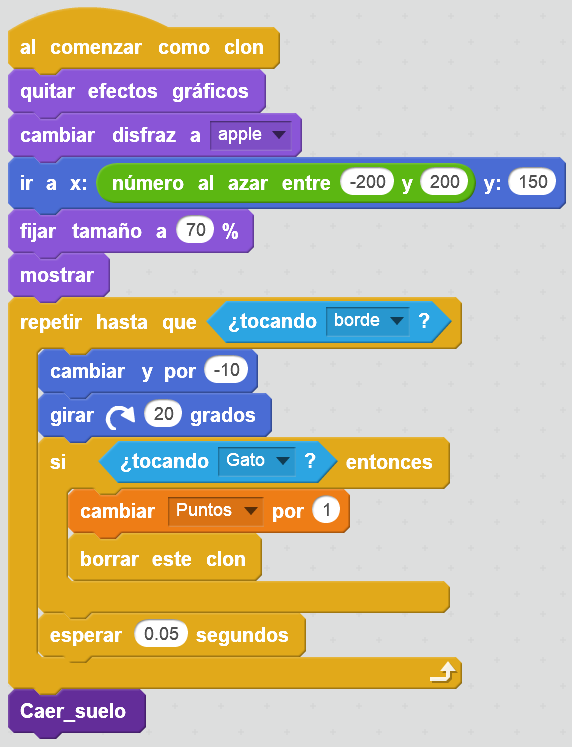 al comenzar como clon
quitar efectos gráficos
cambiar disfraz a apple
ir a x: número al azar entre -200 y 200 y: 150
fijar tamaño a 70 %
mostrar
repetir hasta que ¿tocando borde ?
cambiar y por -10
girar 20 grados
si ¿tocando Gato ? entonces
cambiar Puntos por 1
borrar este clon
esperar 0.05 segundos
Caer_suelo